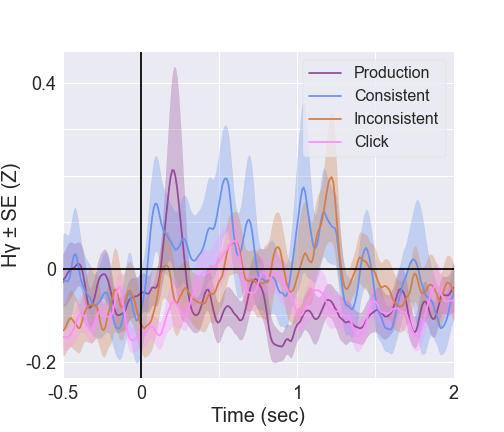 Production
Consistent
Inconsistent
Click
0.4
0
-0.2
Hγ ± SE (Z)
-0.5 0 1 2
Time (sec)